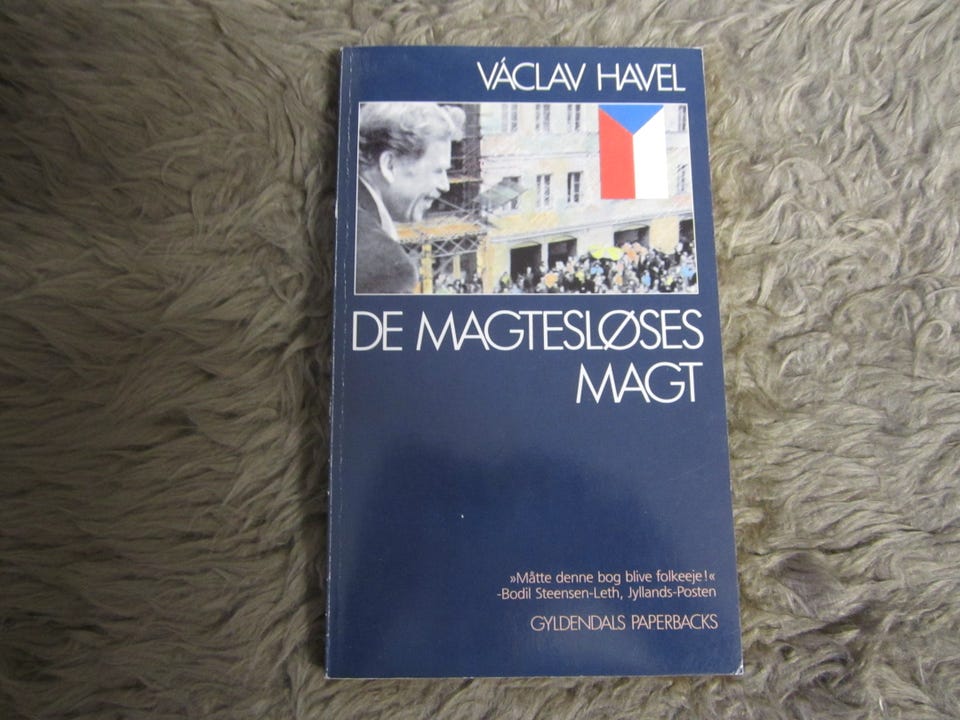 VÁCLAV HAVEL
DE MAGTESLØSES
MAGT
»Måtte denne bog blive folkeeje!«
-Bodil Steensen-Leth, Jyllands-Posten
GYLDENDALS PAPERBACKS